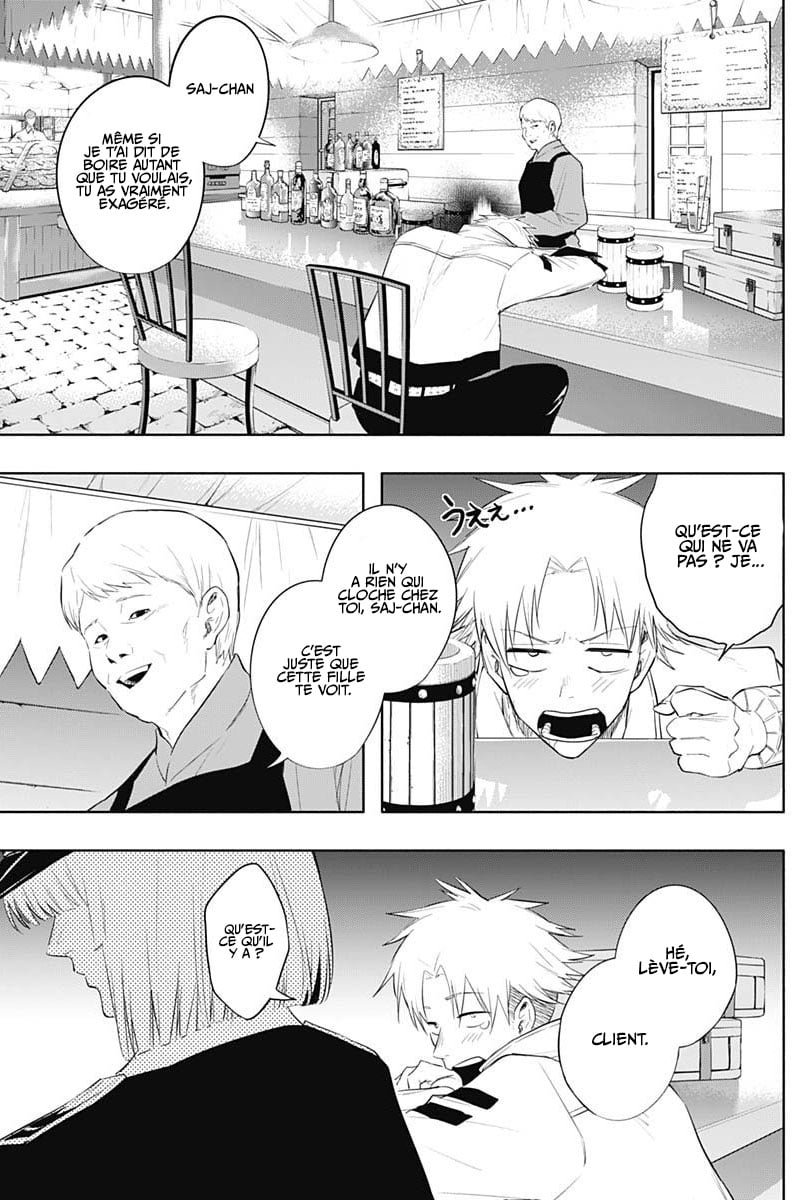 SAJ-CHAN
MÊME SI
JE T'AI DIT DE
BOIRE AUTANT
QUE TU VOULAIS,
TU AS VRAIMENT
EXAGÉRÉ.
うえぇ…
QU'EST-CE
QUI NE VA
PAS ? JE...
IL N'Y
A RIEN QUI
CLOCHE CHEZ
TOI, SAJ-CHAN.
C'EST
JUSTE QUE
CETTE FILLE
TE VOIT.
HÉ,
LÈVE-TOI,
CLIENT.
QU'EST-
CE QU'IL
Y A ?